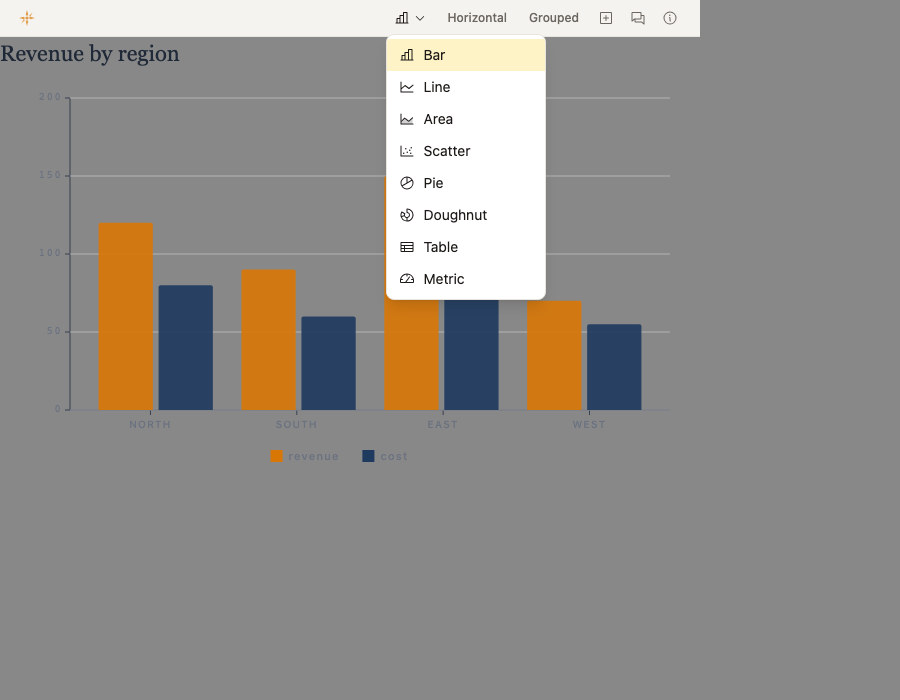 Horizontal Grouped
Revenue by region
Bar
Line
Area
Scatter
Pie
Doughnut
Table
Metric
200
150
100
50
0
NORTH SOUTH EAST WEST
revenue cost